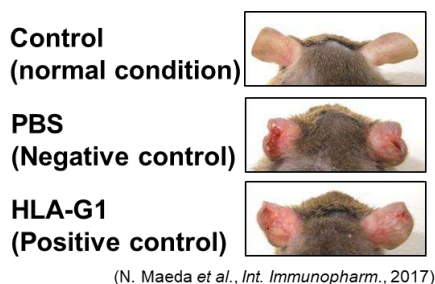 Control
(normal condition)
PBS
(Negative control)
HLA-G1
(Positive control)
(N. Maeda et al., Int. Immunopharm., 2017)